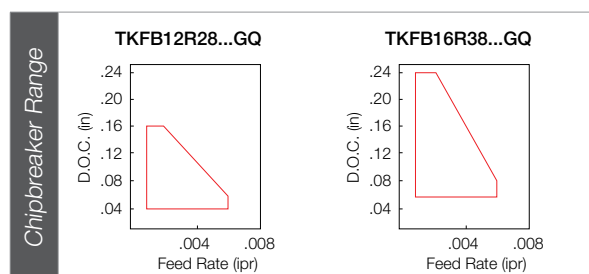 Chipbreaker Range
TKFB12R28...GQ
D.O.C. (in)
.24
.20
.16
.12
.08
.04
.004 .008
Feed Rate (ipr)
TKFB16R38...GQ
D.O.C. (in)
.24
.20
.16
.12
.08
.04
.004 .008
Feed Rate (ipr)